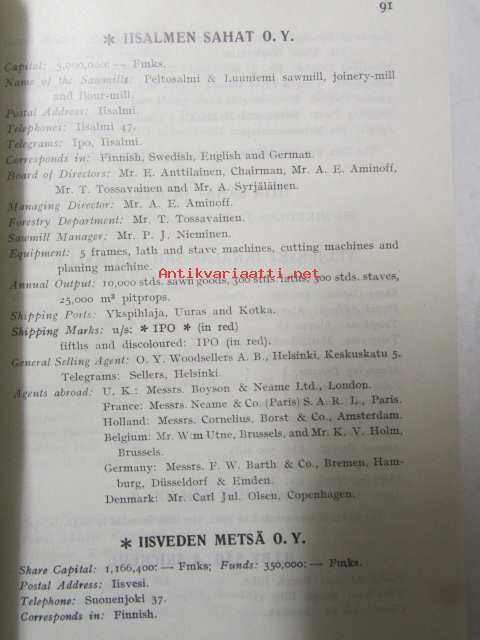 91
* IISALMEN SAHAT O. Y.
Capital: 5,000,00: — Fmks.
Name of the Sawmills: Peltosalmi & Luuniemi sawmill, joinery-mill
and flour-mill.
Postal Address: Iisalmi.
Telephones: Iisalmi 47.
Telegrams: Ipo, Iisalmi.
Corresponds in: Finnish, Swedish, English and German.
Board of Directors: Mr. E. Anttilainen, Chairman, Mr. A. E. Aminoff,
Mr. T. Tossavainen and Mr. A. Syrjäläinen.
Managing Director: Mr. A. E. Aminoff.
Forestry Department: Mr. T. Tossavainen.
Sawmill Manager: Mr. P. J. Nieminen.
Equipment: 5 frames, lath and stave machines, cutting machines and
planing machine.
Antikvariaatti.net
Annual Output: 10,000 stds. sawn goods, 300 stds. laths, 300 stds. staves,
25,000 m³ pitprops.
Shipping Ports: Ykspihlaja, Uuras and Kotka.
Shipping Marks: u/s: * IPO * (in red)
fifths and discoloured: IPO (in red).
General Selling Agent: O. Y. Woodsellers A. B., Helsinki, Keskuskatu 5.
Telegrams: Sellers, Helsinki.
Agents abroad: U. K.: Messrs. Boyson & Neame Ltd., London.
France: Messrs. Neame & Co. (Paris) S. A. R. L., Paris.
Holland: Messrs. Cornelius, Borst & Co., Amsterdam.
Belgium: Mr. W:m Utne, Brussels, and Mr. K. V. Holm,
Brussels.
Germany: Messrs. F. W. Barth & Co., Bremen, Ham-
burg, Düsseldorf & Emden.
Denmark: Mr. Carl Jul. Olsen, Copenhagen.
* IISVEDEN METSÄ O. Y.
Share Capital: 1,166,400: — Fmks; Funds: 350,000: — Fmks.
Postal Address: Iisvesi.
Telephone: Suonenjoki 37.
Corresponds in: Finnish.